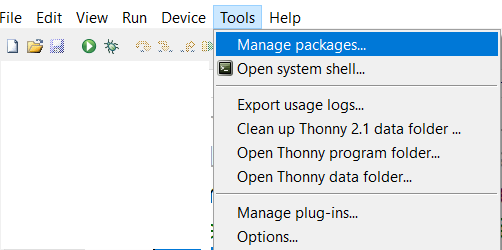 File Edit View Run Device Tools Help
Manage packages...
Open system shell...
Export usage logs...
Clean up Thonny 2.1 data folder ...
Open Thonny program folder...
Open Thonny data folder...
Manage plug-ins...
Options...